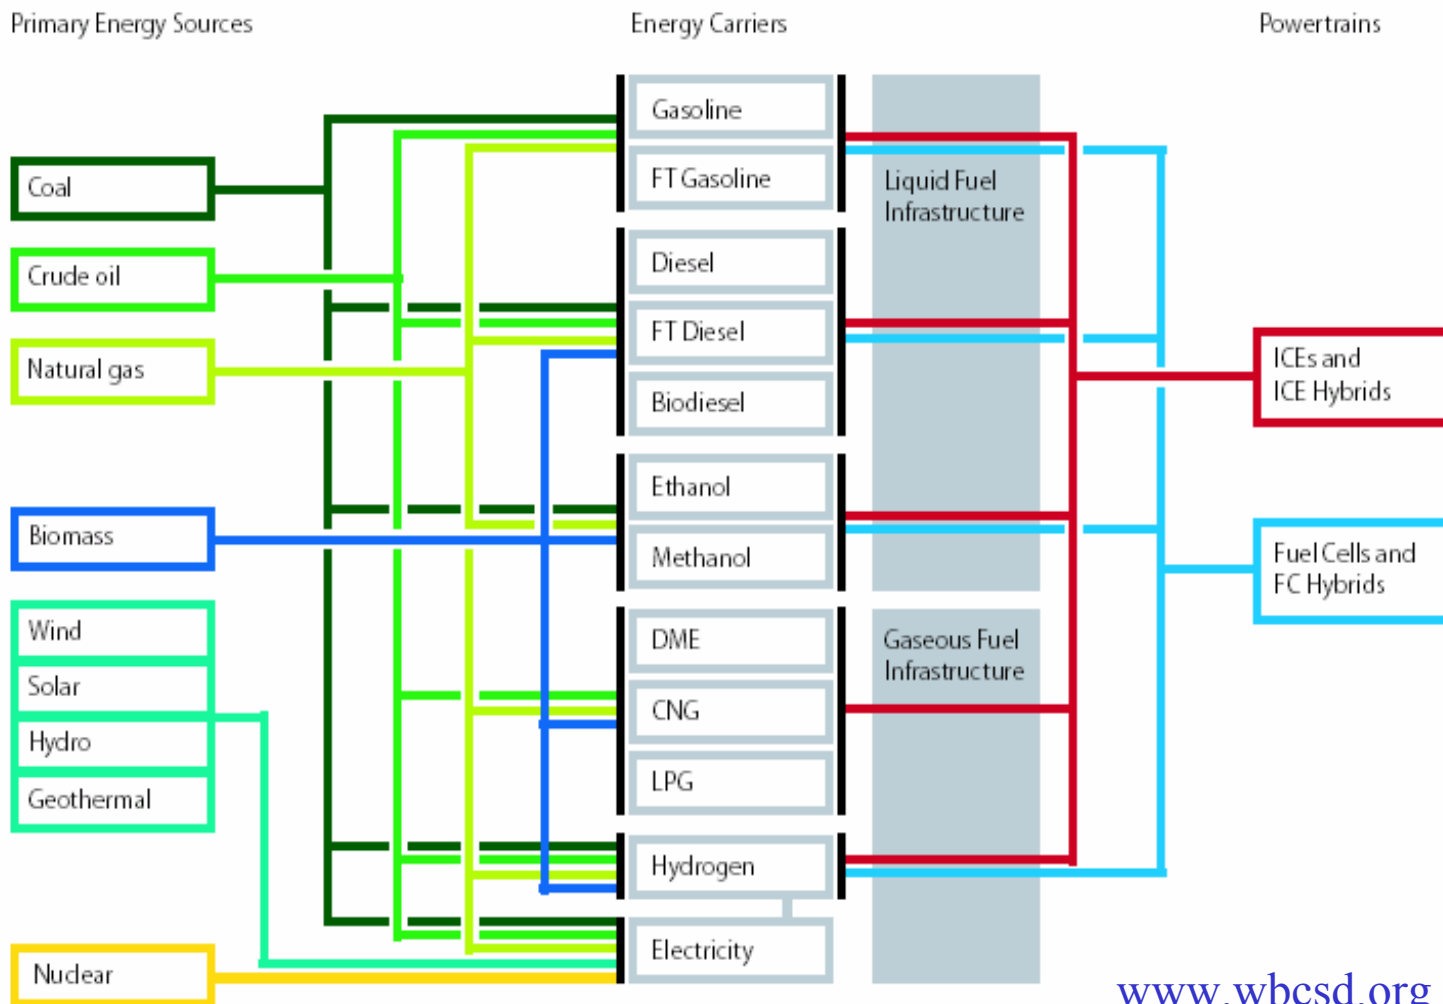 Primary Energy Sources
Energy Carriers
Powertrains
Coal
Crude oil
Natural gas
Biomass
Wind
Solar
Hydro
Geothermal
Nuclear
Gasoline
FT Gasoline
Diesel
FT Diesel
Biodiesel
Ethanol
Methanol
DME
CNG
LPG
Hydrogen
Electricity
Liquid Fuel
Infrastructure
Gaseous Fuel
Infrastructure
ICEs and
ICE Hybrids
Fuel Cells and
FC Hybrids
www.wbcsd.org